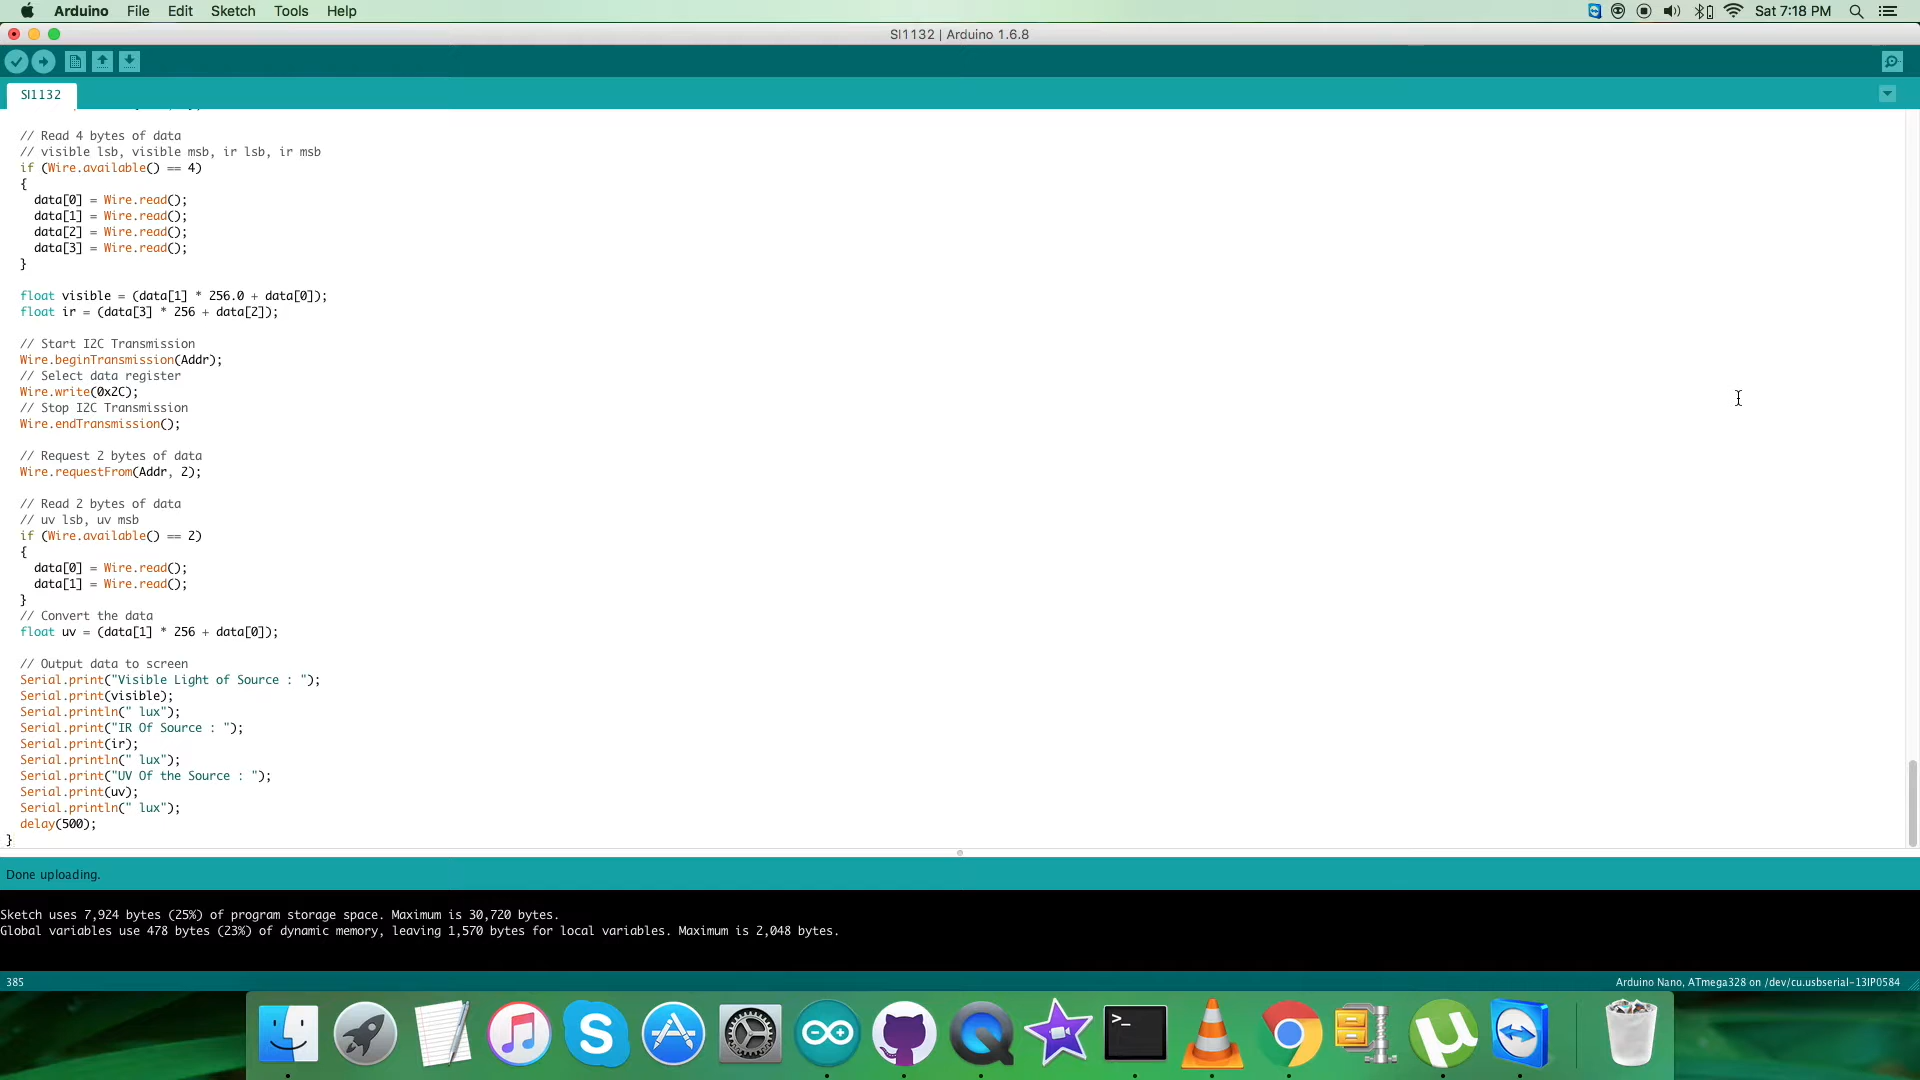 Arduino File Edit Sketch Tools Help Sat 7:18 PM
SI1132 | Arduino 1.6.8
SI1132
// Read 4 bytes of data
// visible lsb, visible msb, ir lsb, ir msb
if (Wire.available() == 4)
{
data[0] = Wire.read();
data[1] = Wire.read();
data[2] = Wire.read();
data[3] = Wire.read();
}
float visible = (data[1] * 256.0 + data[0]);
float ir = (data[3] * 256 + data[2]);
// Start I2C Transmission
Wire.beginTransmission(Addr);
// Select data register
Wire.write(0x2C);
// Stop I2C Transmission
Wire.endTransmission();
// Request 2 bytes of data
Wire.requestFrom(Addr, 2);
// Read 2 bytes of data
// uv lsb, uv msb
if (Wire.available() == 2)
{
data[0] = Wire.read();
data[1] = Wire.read();
}
// Convert the data
float uv = (data[1] * 256 + data[0]);
// Output data to screen
Serial.print("Visible Light of Source : ");
Serial.print(visible);
Serial.println(" lux");
Serial.print("IR Of Source : ");
Serial.print(ir);
Serial.println(" lux");
Serial.print("UV Of the Source : ");
Serial.print(uv);
Serial.println(" lux");
delay(500);
}
Done uploading.
Sketch uses 7,924 bytes (25%) of program storage space. Maximum is 30,720 bytes.
Global variables use 478 bytes (23%) of dynamic memory, leaving 1,570 bytes for local variables. Maximum is 2,048 bytes.
385 Arduino Nano, ATmega328 on /dev/cu.usbserial-13IP0584